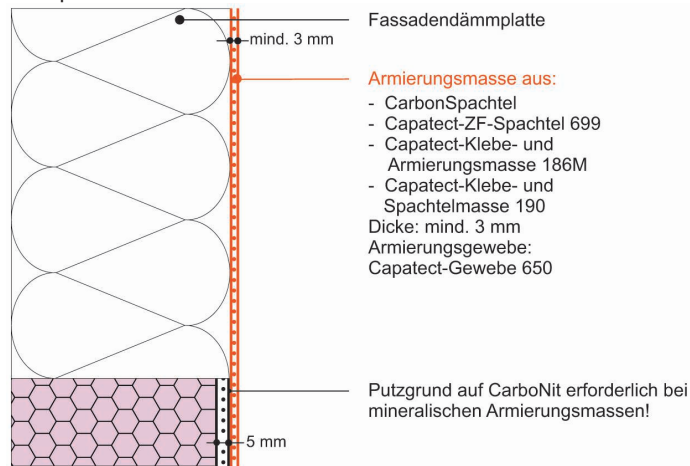 Fassadendämmplatte
mind. 3 mm
Armierungsmasse aus:
- CarbonSpachtel
- Capatect-ZF-Spachtel 699
- Capatect-Klebe- und
Armierungsmasse 186M
- Capatect-Klebe- und
Spachtelmasse 190
Dicke: mind. 3 mm
Armierungsgewebe:
Capatect-Gewebe 650
Putzgrund auf CarboNit erforderlich bei
mineralischen Armierungsmassen!
5 mm